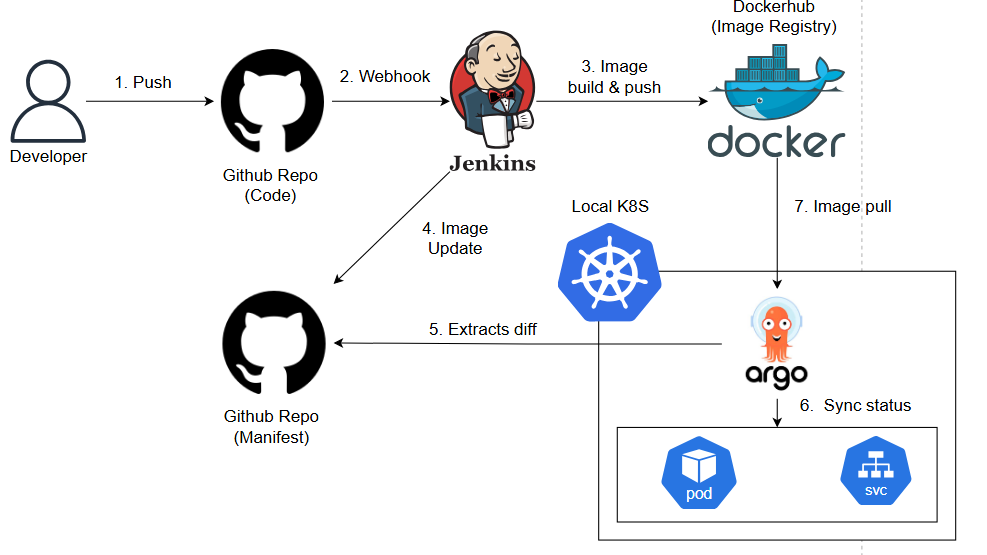 Dockerhub
(Image Registry)
1. Push
2. Webhook
3. Image
build & push
Developer
Github Repo
(Code)
Jenkins
docker
4. Image
Update
Local K8S
7. Image pull
5. Extracts diff
argo
Github Repo
(Manifest)
6. Sync status
pod
svc